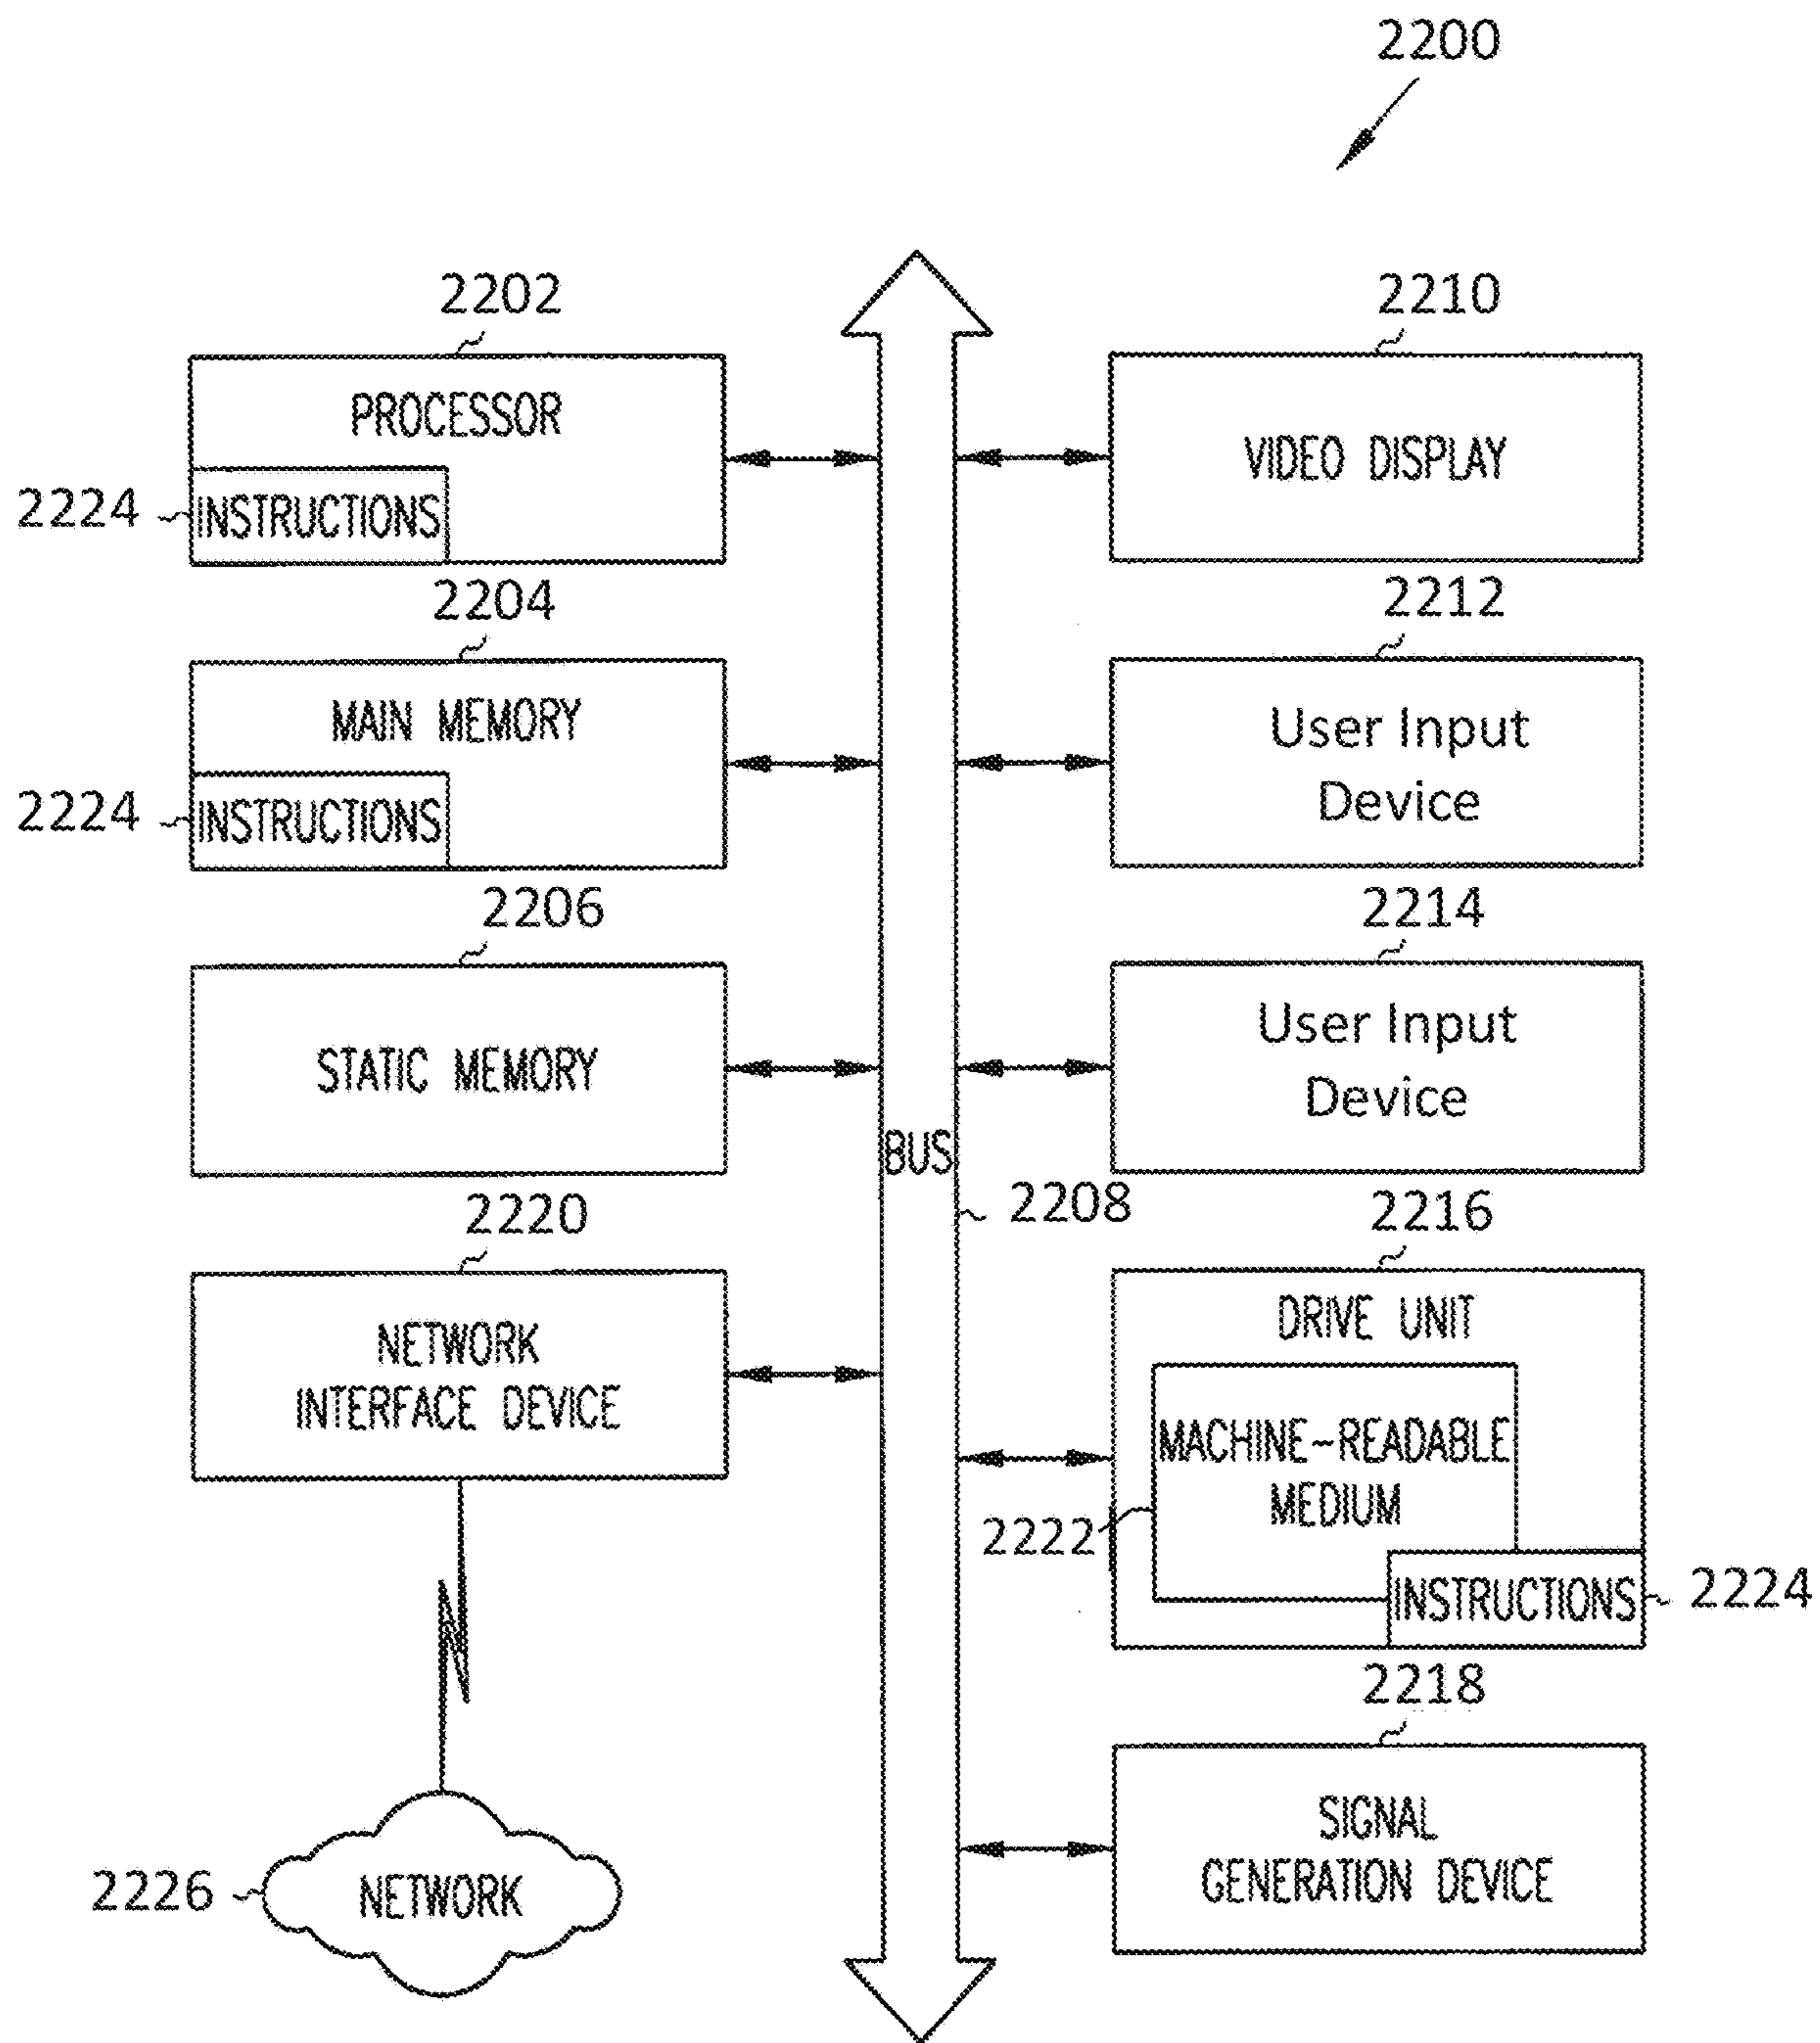 2200
2202
PROCESSOR
2224
INSTRUCTIONS
2204
MAIN MEMORY
2224
INSTRUCTIONS
2206
STATIC MEMORY
2220
NETWORK
INTERFACE DEVICE
2226
NETWORK
BUS
2208
2210
VIDEO DISPLAY
2212
User Input
Device
2214
User Input
Device
2216
DRIVE UNIT
MACHINE-READABLE
MEDIUM
2222
INSTRUCTIONS
2224
2218
SIGNAL
GENERATION DEVICE